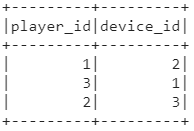 +---------+---------+
|player_id|device_id|
+---------+---------+
|        1|        2|
|        3|        1|
|        2|        3|
+---------+---------+